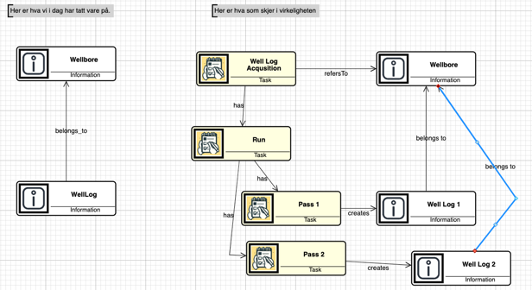 Her er hva vi i dag har tatt vare på.
Her er hva som skjer i virkeligheten
Wellbore
Information
belongs_to
WellLog
Information
Well Log
Acqusition
Task
refersTo
Wellbore
Information
has
Run
Task
has
has
belongs to
belongs to
Pass 1
Task
creates
Well Log 1
Information
Pass 2
Task
creates
Well Log 2
Information